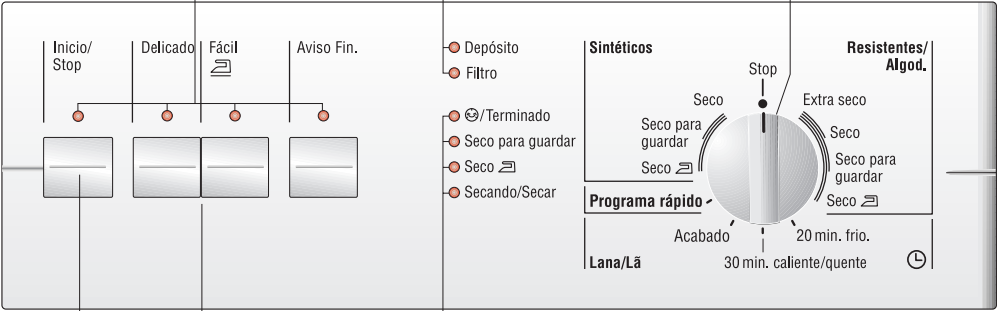 Inicio/
Stop
Delicado
Fácil
Aviso Fin.
Depósito
Filtro
/Terminado
Seco para guardar
Seco
Secando/Secar
Sintéticos
Resistentes/
Algod.
Stop
Seco
Seco para
guardar
Seco
Extra seco
Seco
Seco para
guardar
Seco
Programa rápido
Acabado
20 min. frio.
Lana/Lã
30 min. caliente/quente